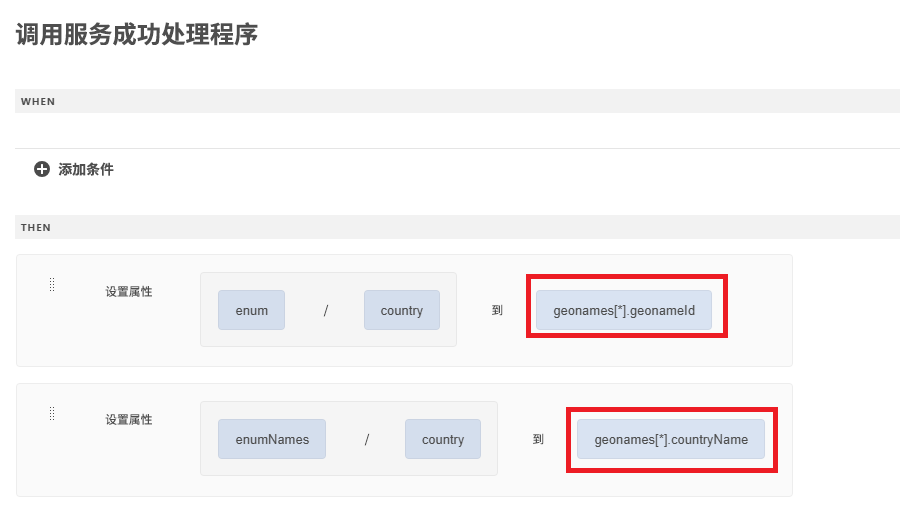 调用服务成功处理程序
WHEN
添加条件
THEN
设置属性 enum / country 到 geonames[*].geonameId
设置属性 enumNames / country 到 geonames[*].countryName